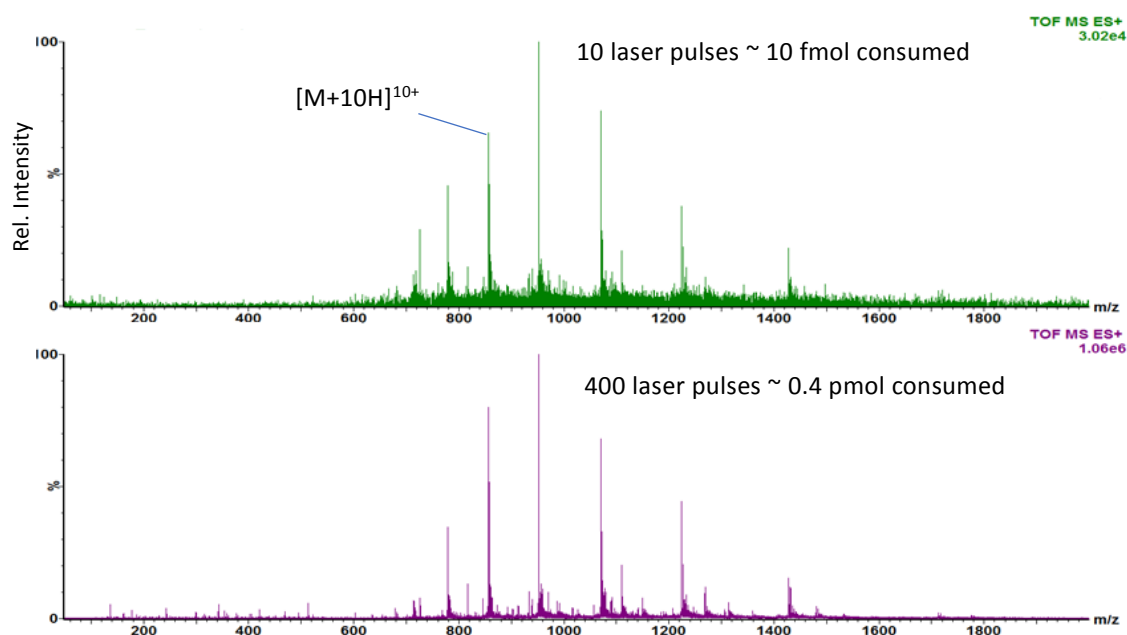 TOF MS ES+
3.02e4
100
10 laser pulses ~ 10 fmol consumed
[M+10H]10+
Rel. Intensity
%
0
200 400 600 800 1000 1200 1400 1600 1800 m/z
TOF MS ES+
1.06e6
100
400 laser pulses ~ 0.4 pmol consumed
%
0
200 400 600 800 1000 1200 1400 1600 1800 m/z